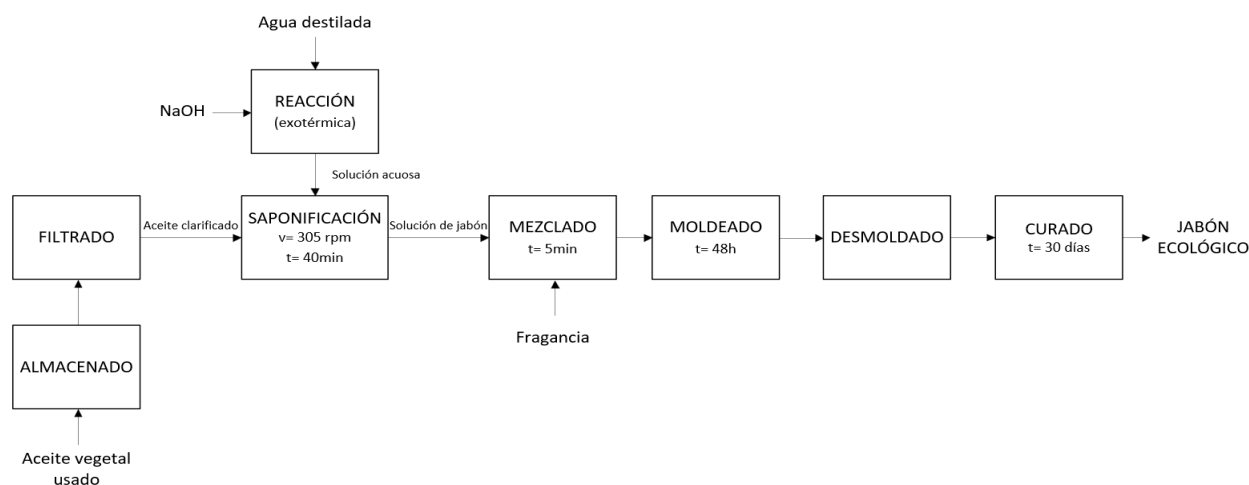 Agua destilada
NaOH
REACCIÓN
(exotérmica)
Solución acuosa
FILTRADO
Aceite clarificado
SAPONIFICACIÓN
v= 305 rpm
t= 40min
Solución de jabón
MEZCLADO
t= 5min
MOLDEADO
t= 48h
DESMOLDADO
CURADO
t= 30 días
JABÓN
ECOLÓGICO
Fragancia
ALMACENADO
Aceite vegetal
usado